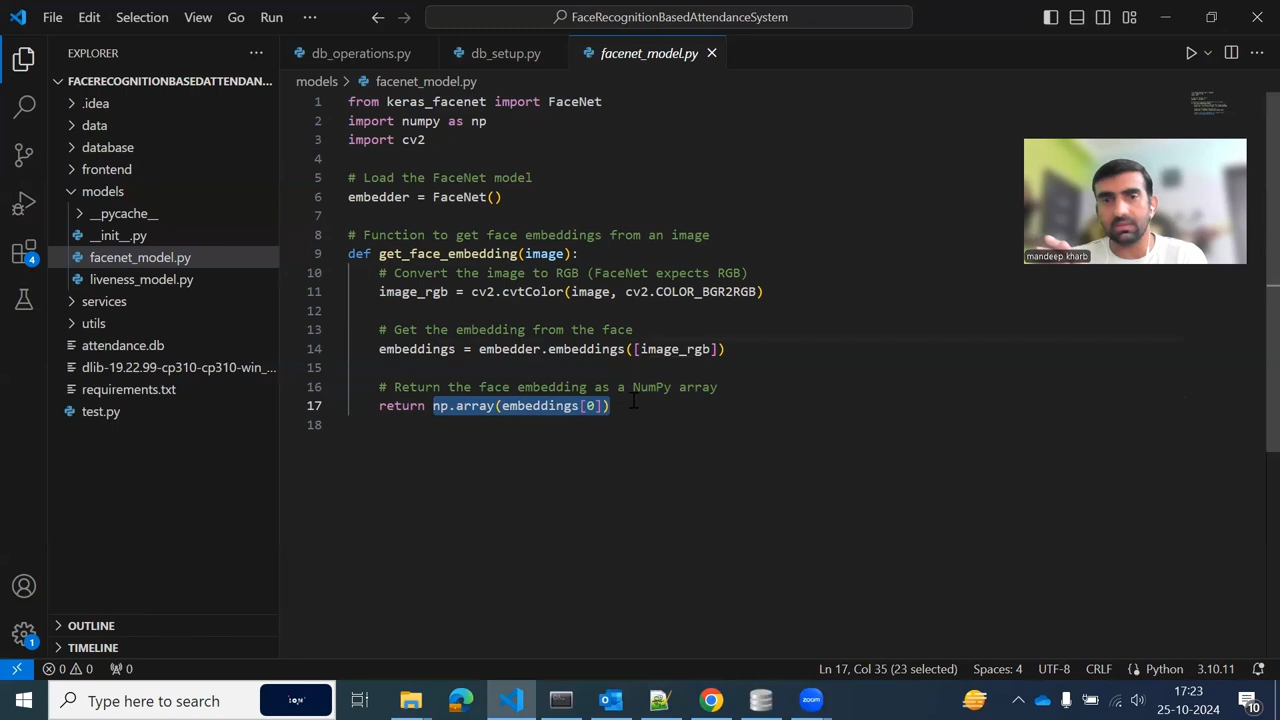 File Edit Selection View Go Run ...
FaceRecognitionBasedAttendanceSystem
EXPLORER
FACERECOGNITIONBASEDATTENDAN...
.idea
data
database
frontend
models
__pycache__
__init__.py
facenet_model.py
liveness_model.py
services
utils
attendance.db
dlib-19.22.99-cp310-cp310-win_...
requirements.txt
test.py
OUTLINE
TIMELINE
4
1
db_operations.py db_setup.py facenet_model.py
models > facenet_model.py
1 from keras_facenet import FaceNet
2 import numpy as np
3 import cv2
4
5 # Load the FaceNet model
6 embedder = FaceNet()
7
8 # Function to get face embeddings from an image
9 def get_face_embedding(image):
10 # Convert the image to RGB (FaceNet expects RGB)
11 image_rgb = cv2.cvtColor(image, cv2.COLOR_BGR2RGB)
12
13 # Get the embedding from the face
14 embeddings = embedder.embeddings([image_rgb])
15
16 # Return the face embedding as a NumPy array
17 return np.array(embeddings[0])
18
mandeep kharb
0 0 0
Ln 17, Col 35 (23 selected) Spaces: 4 UTF-8 CRLF Python 3.10.11
Type here to search
zoom
17:23
25-10-2024
10